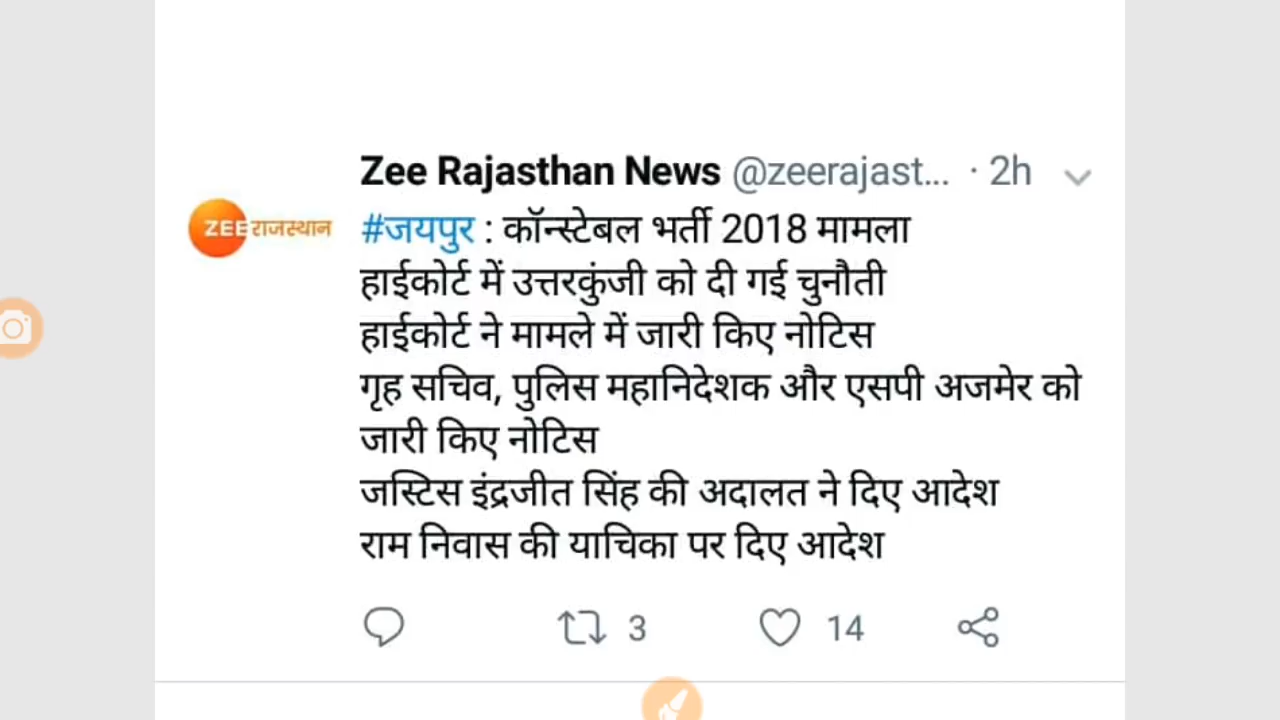 Zee Rajasthan News @zeerajast... · 2h
ZEE राजस्थान
#जयपुर : कॉन्स्टेबल भर्ती 2018 मामला
हाईकोर्ट में उत्तरकुंजी को दी गई चुनौती
हाईकोर्ट ने मामले में जारी किए नोटिस
गृह सचिव, पुलिस महानिदेशक और एसपी अजमेर को
जारी किए नोटिस
जस्टिस इंद्रजीत सिंह की अदालत ने दिए आदेश
राम निवास की याचिका पर दिए आदेश
3 14